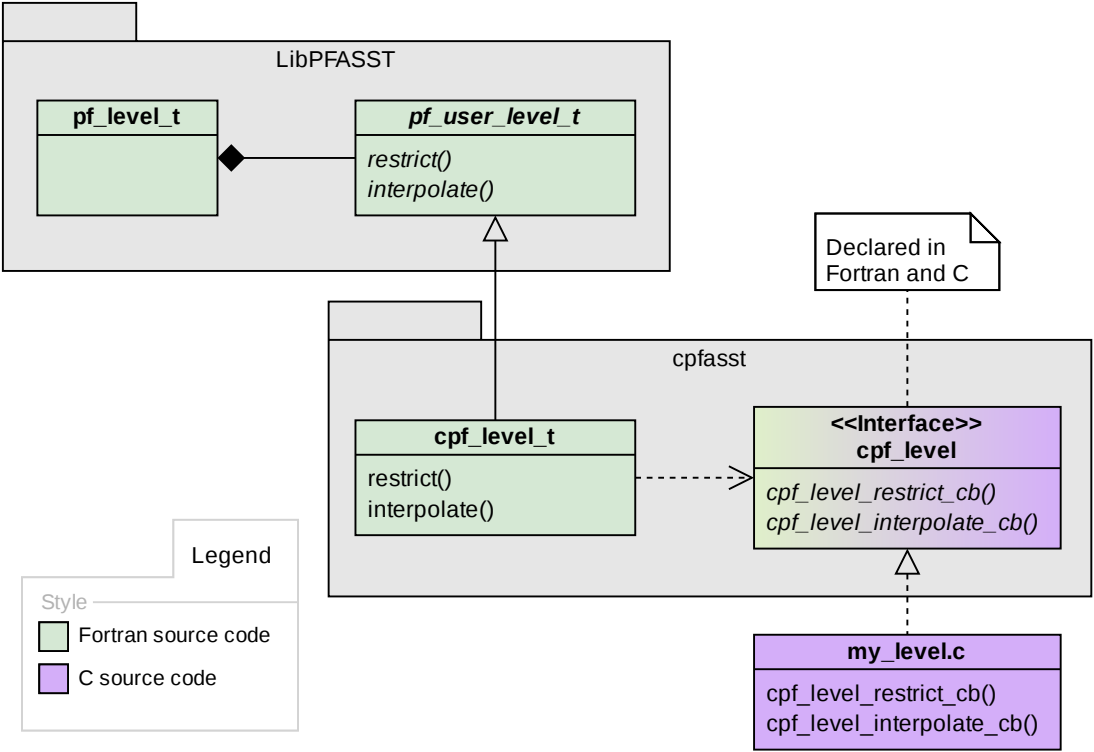 LibPFASST
pf_level_t
pf_user_level_t
restrict()
interpolate()
Declared in
Fortran and C
cpfasst
cpf_level_t
restrict()
interpolate()
<<Interface>>
cpf_level
cpf_level_restrict_cb()
cpf_level_interpolate_cb()
Legend
Style
Fortran source code
C source code
my_level.c
cpf_level_restrict_cb()
cpf_level_interpolate_cb()